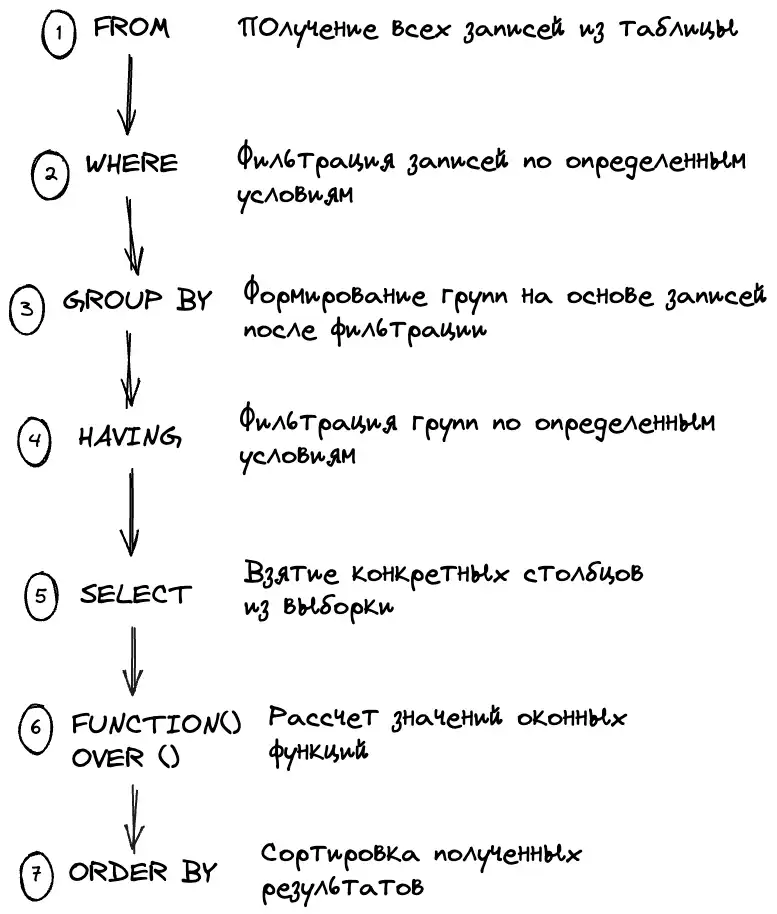 1 FROM ПОлучение всех записей из таблицы
2 WHERE Фильтрация записей по определенным
условиям
3 GROUP BY Формирование групп на основе записей
после фильтрации
4 HAVING Фильтрация групп по определенным
условиям
5 SELECT Взятие конкретных столбцов
из выборки
6 FUNCTION() Рассчет значений оконных
OVER () функций
7 ORDER BY Сортировка полученных
результатов